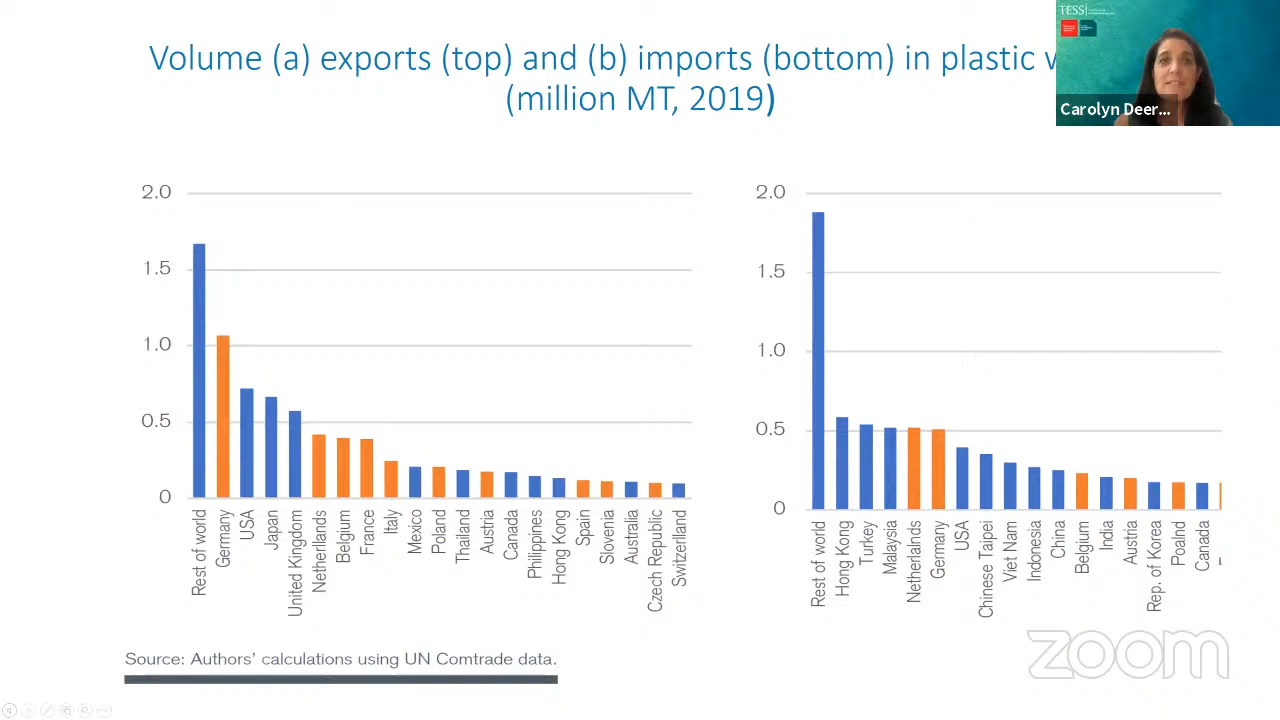 TESS
Volume (a) exports (top) and (b) imports (bottom) in plastic
(million MT, 2019)
Carolyn Deer...
2.0
1.5
1.0
0.5
0
Rest of world
Germany
USA
Japan
United Kingdom
Netherllands
Belgium
France
Italy
Mexico
Poland
Thailand
Austria
Canada
Philippines
Hong Kong
Spain
Slovenia
Australia
Czech Republic
Switzerlland
2.0
1.5
1.0
0.5
0
Rest of world
Hong Kong
Turkey
Malaysia
Netherlands
Germany
USA
Chinese Taipei
Viet Nam
Indonesia
China
Belgium
India
Austria
Rep. of Korea
Poalnd
Canada
Source: Authors' calculations using UN Comtrade data.
zoom